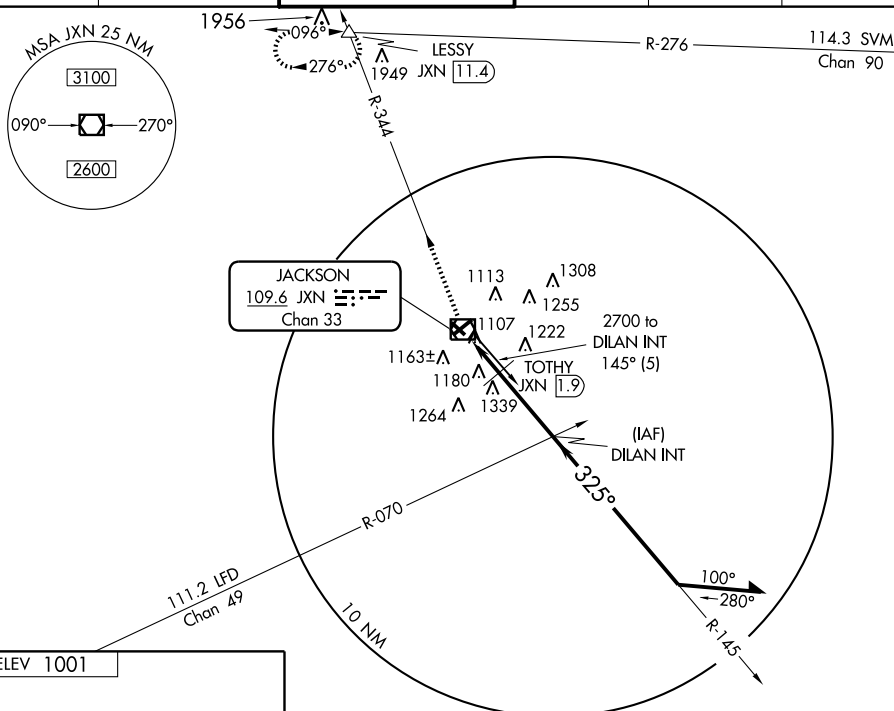 MSA JXN 25 NM
3100
090°
270°
2600
1956
096°
276°
LESSY
JXN 11.4
1949
R-276
114.3 SVM
Chan 90
R-344
JACKSON
109.6 JXN
Chan 33
1113
1308
1255
1107
1222
2700 to
DILAN INT
145° (5)
1163±
1180
TOTHY
JXN 1.9
1264
1339
(IAF)
DILAN INT
325°
R-070
111.2 LFD
Chan 49
100°
280°
R-145
10 NM
ELEV 1001